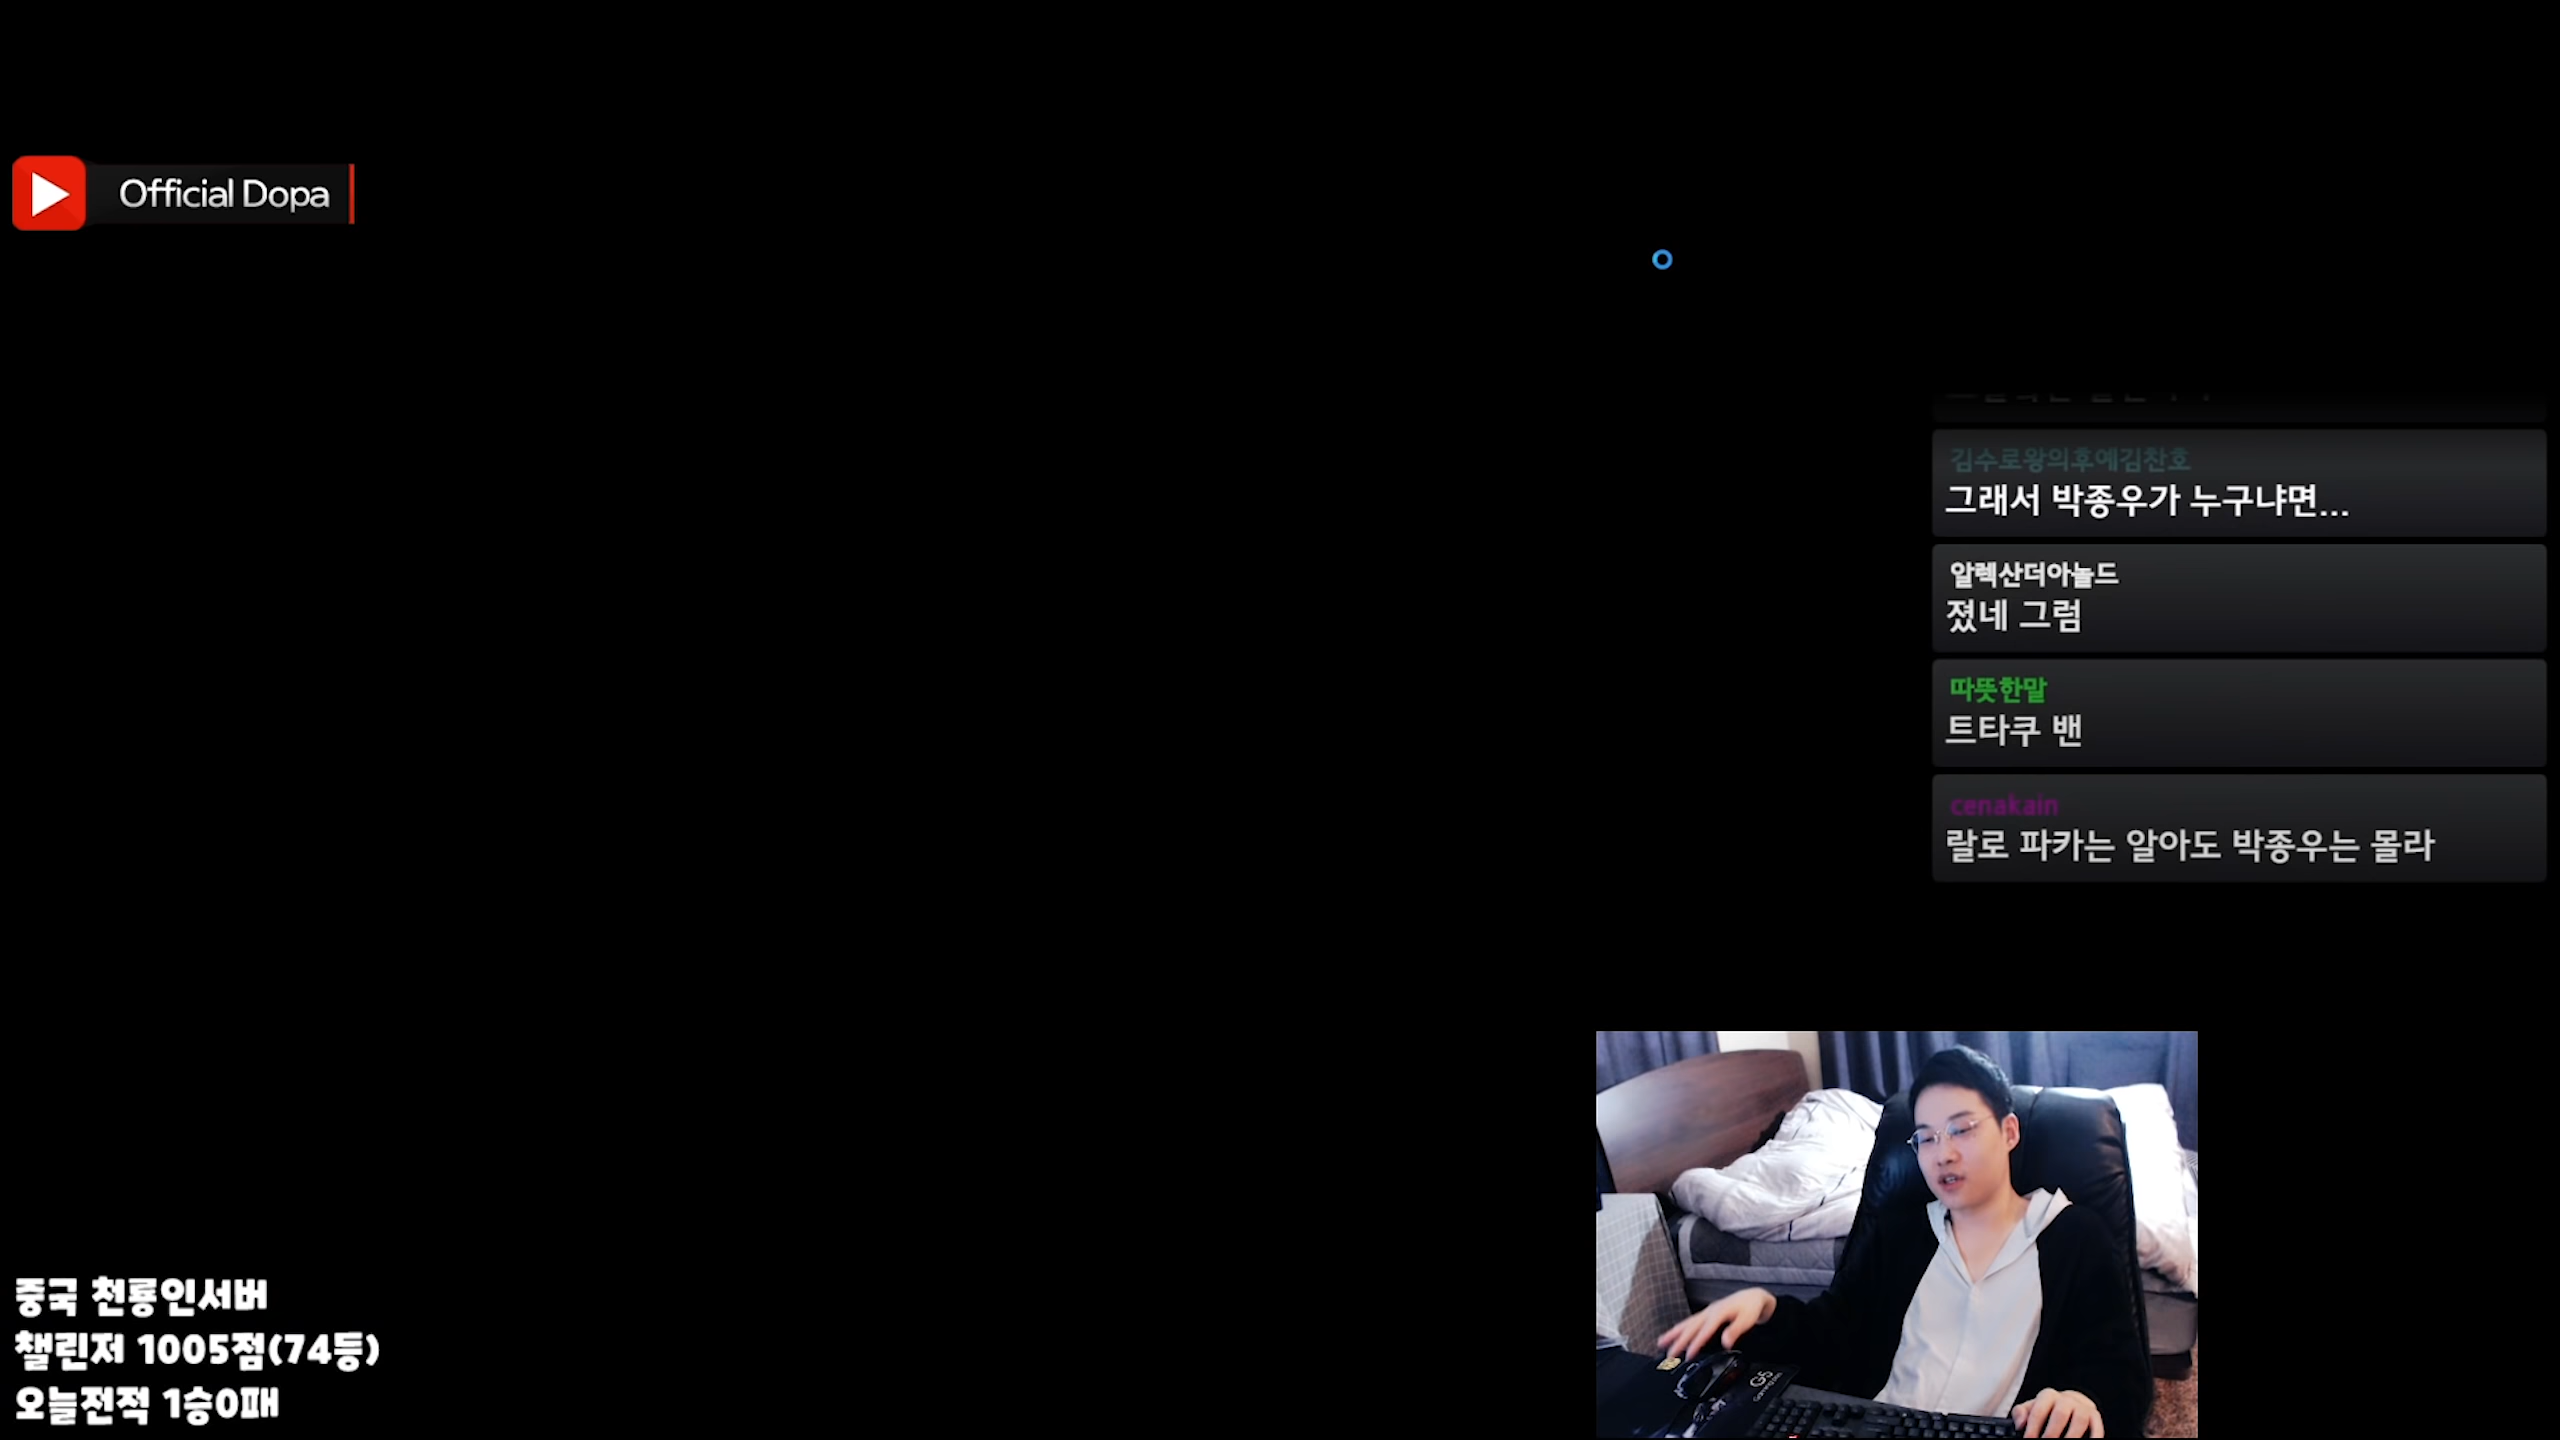 Official Dopa
김수로왕의후예김찬호
그래서 박종우가 누구냐면...
알렉산더아놀드
졌네 그럼
따뜻한말
트타쿠 밴
cenakain
랄로 파카는 알아도 박종우는 몰라
중국 천룡인서버
챌린저 1005점(74등)
오늘전적 1승0패
G5